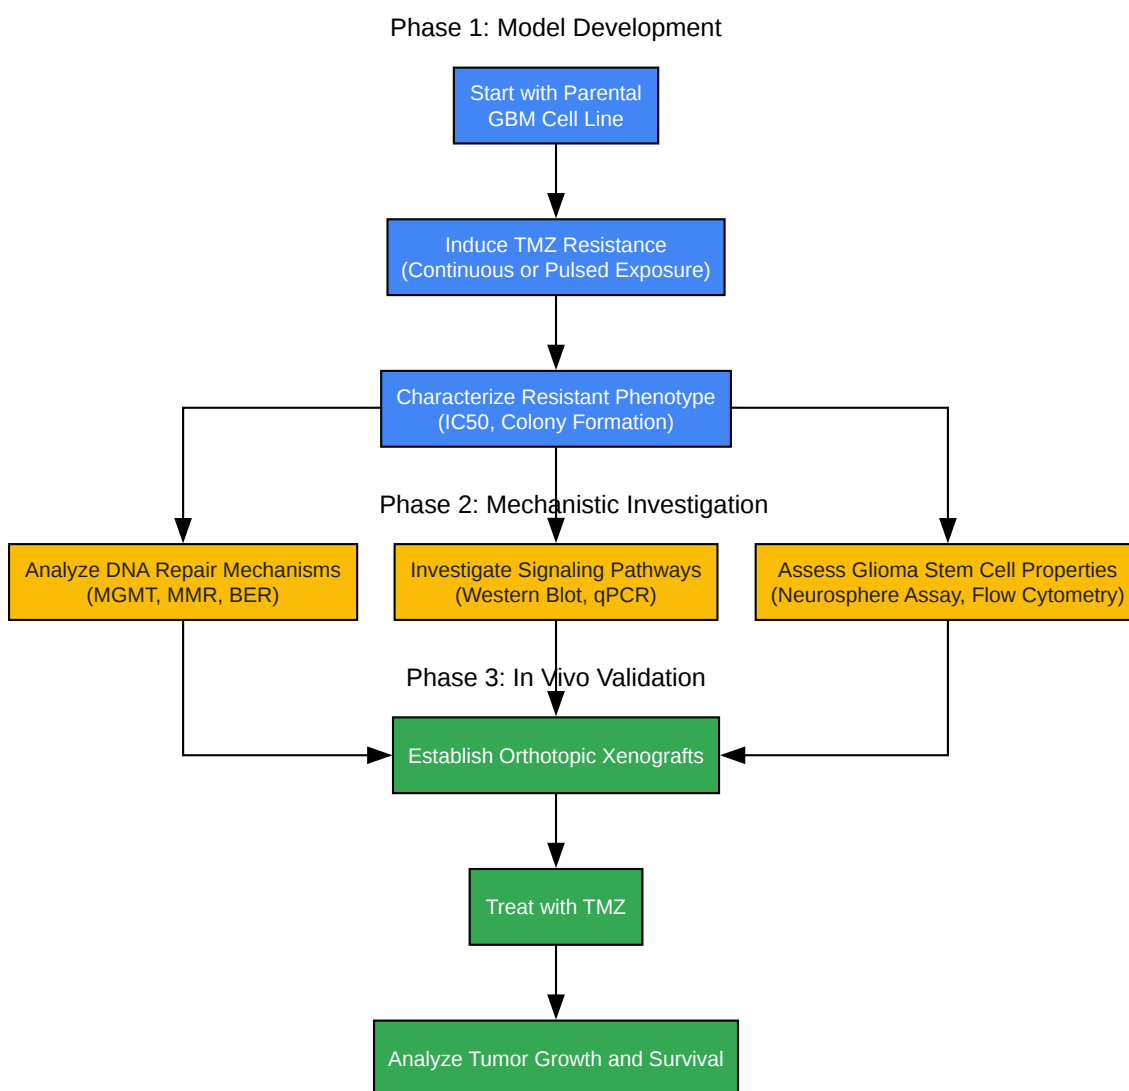 Phase 1: Model Development
Start with Parental
GBM Cell Line
Induce TMZ Resistance
(Continuous or Pulsed Exposure)
Characterize Resistant Phenotype
(IC50, Colony Formation)
Phase 2: Mechanistic Investigation
Analyze DNA Repair Mechanisms
(MGMT, MMR, BER)
Investigate Signaling Pathways
(Western Blot, qPCR)
Assess Glioma Stem Cell Properties
(Neurosphere Assay, Flow Cytometry)
Phase 3: In Vivo Validation
Establish Orthotopic Xenografts
Treat with TMZ
Analyze Tumor Growth and Survival